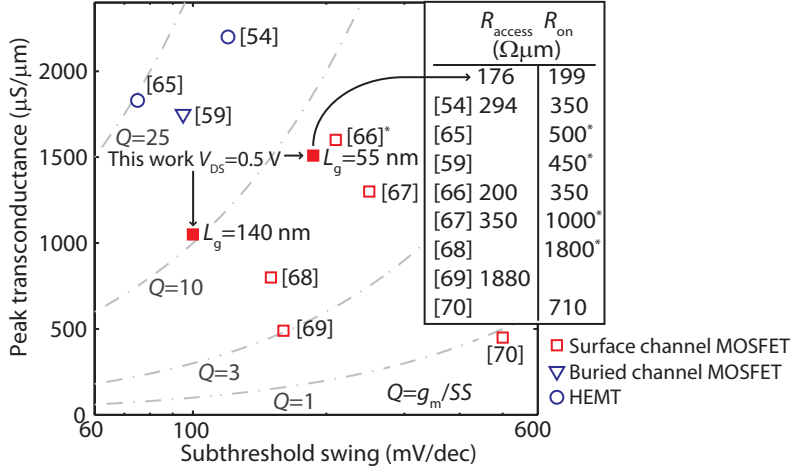 Peak transconductance (µS/µm)
2000
1500
1000
500
0
60
100
600
Subthreshold swing (mV/dec)
[54]
[65]
[59]
Q=25
[66]*
This work V_DS=0.5 V
L_g=55 nm
[67]
L_g=140 nm
Q=10
[68]
[69]
Q=3
[70]
Q=1
Q=g_m/SS
R_access R_on
(Ωµm)
176 199
[54] 294 350
[65] 500*
[59] 450*
[66] 200 350
[67] 350 1000*
[68] 1800*
[69] 1880
[70] 710
Surface channel MOSFET
Buried channel MOSFET
HEMT